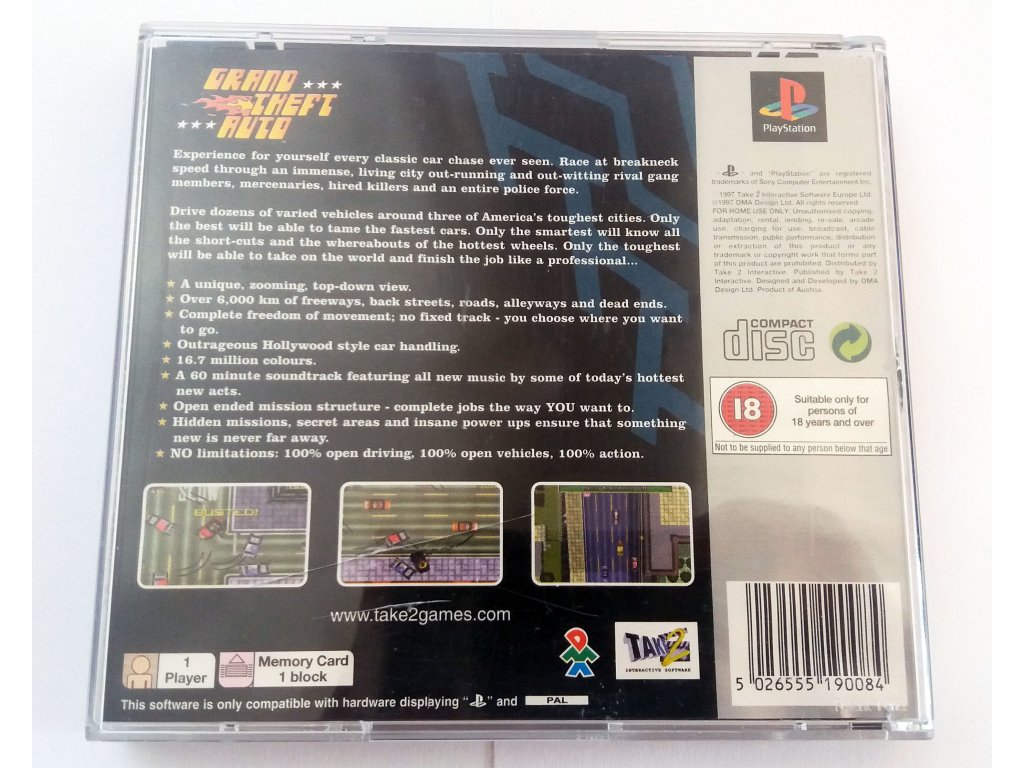 GRAND
THEFT
AUTO
Experience for yourself every classic car chase ever seen. Race at breakneck
speed through an immense, living city out-running and out-witting rival gang
members, mercenaries, hired killers and an entire police force.
Drive dozens of varied vehicles around three of America's toughest cities. Only
the best will be able to tame the fastest cars. Only the smartest will know all
the short-cuts and the whereabouts of the hottest wheels. Only the toughest
will be able to take on the world and finish the job like a professional...
A unique, zooming, top-down view.
Over 6,000 km of freeways, back streets, roads, alleyways and dead ends.
Complete freedom of movement; no fixed track - you choose where you want
to go.
Outrageous Hollywood style car handling.
16.7 million colours.
A 60 minute soundtrack featuring all new music by some of today's hottest
new acts.
Open ended mission structure - complete jobs the way YOU want to.
Hidden missions, secret areas and insane power ups ensure that something
new is never far away.
NO limitations: 100% open driving, 100% open vehicles, 100% action.
BUSTED!
www.take2games.com
DMA
TAKE 2
INTERACTIVE SOFTWARE
1
Player
Memory Card
1 block
This software is only compatible with hardware displaying " " and PAL
PlayStation
" " and "PlayStation" are registered
trademarks of Sony Computer Entertainment Inc.
1997 Take 2 Interactive Software Europe Ltd.
©1997 DMA Design Ltd. All rights reserved.
FOR HOME USE ONLY. Unauthorised copying,
adaptation, rental, lending, re-sale, arcade
use, charging for use, broadcast, cable
transmission, public performance, distribution
or extraction of this product or any
trademark or copyright work that forms part
of this product are prohibited. Distributed by
Take 2 Interactive. Published by Take 2
Interactive. Designed and Developed by DMA
Design Ltd. Product of Austria.
COMPACT
disc
18
Suitable only for
persons of
18 years and over
Not to be supplied to any person below that age
5 026555 190084